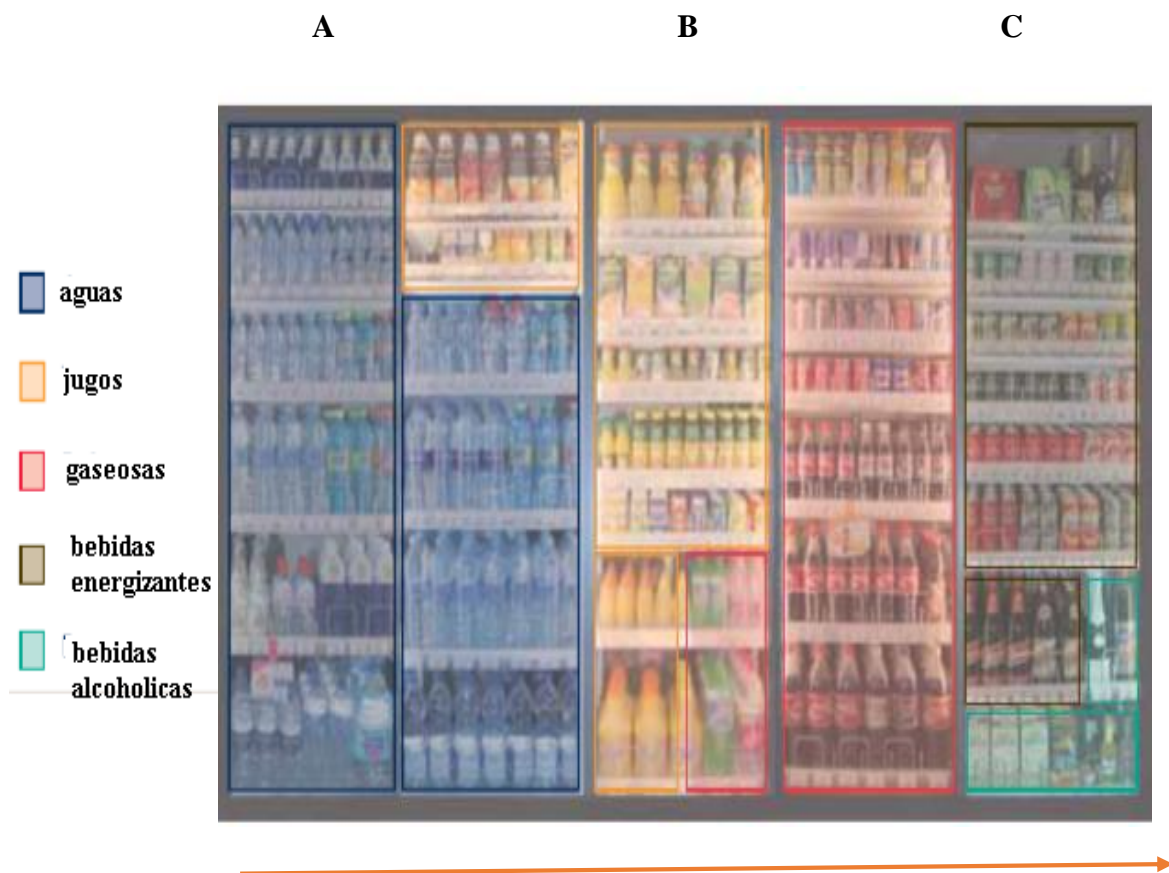 A B C
aguas
jugos
gaseosas
bebidas
energizantes
bebidas
alcoholicas